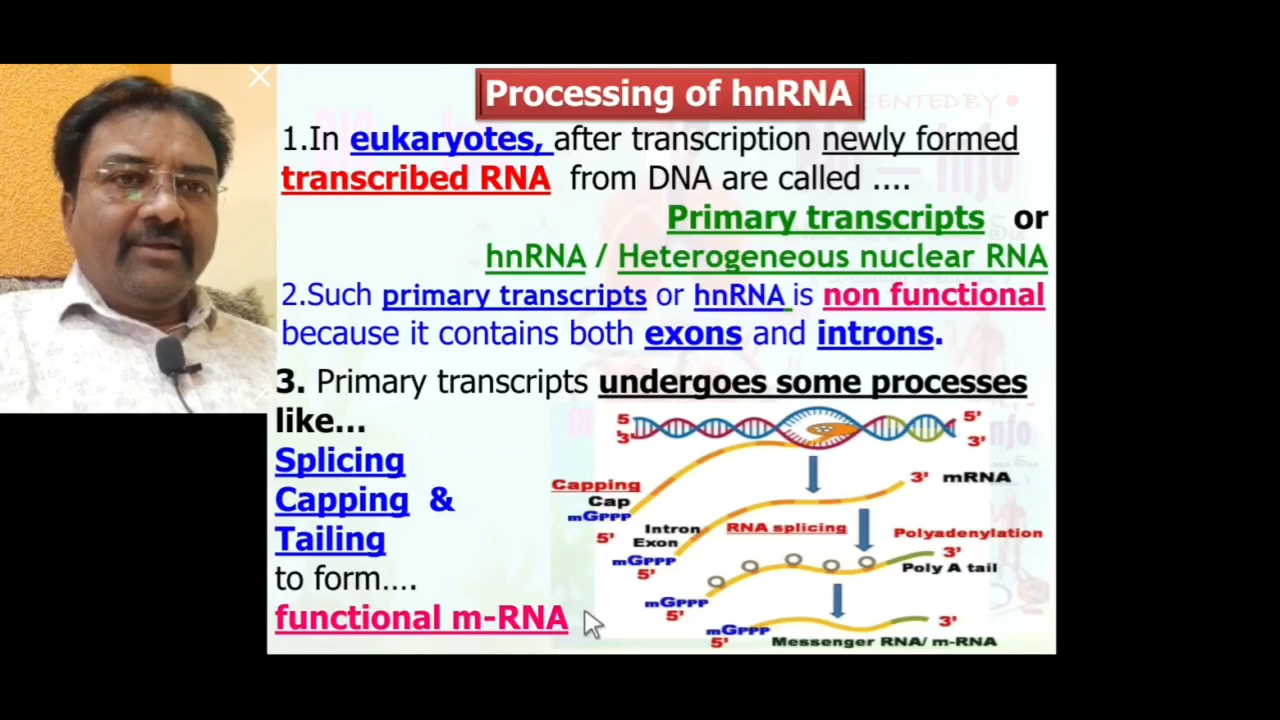 Processing of hnRNA
ESENTED BY
1.In eukaryotes, after transcription newly formed
transcribed RNA from DNA are called ....
Primary transcripts or
hnRNA / Heterogeneous nuclear RNA
2.Such primary transcripts or hnRNA is non functional
because it contains both exons and introns.
3. Primary transcripts undergoes some processes
like...
Splicing
Capping &
Tailing
to form....
functional m-RNA
5' 5'
3' 3'
Capping
Cap
mGPPP
5'
3' mRNA
Intron
Exon
RNA splicing
mGPPP
5'
Polyadenylation
3'
Poly A tail
mGPPP
5'
mGPPP
5'
3'
Messenger RNA/ m-RNA